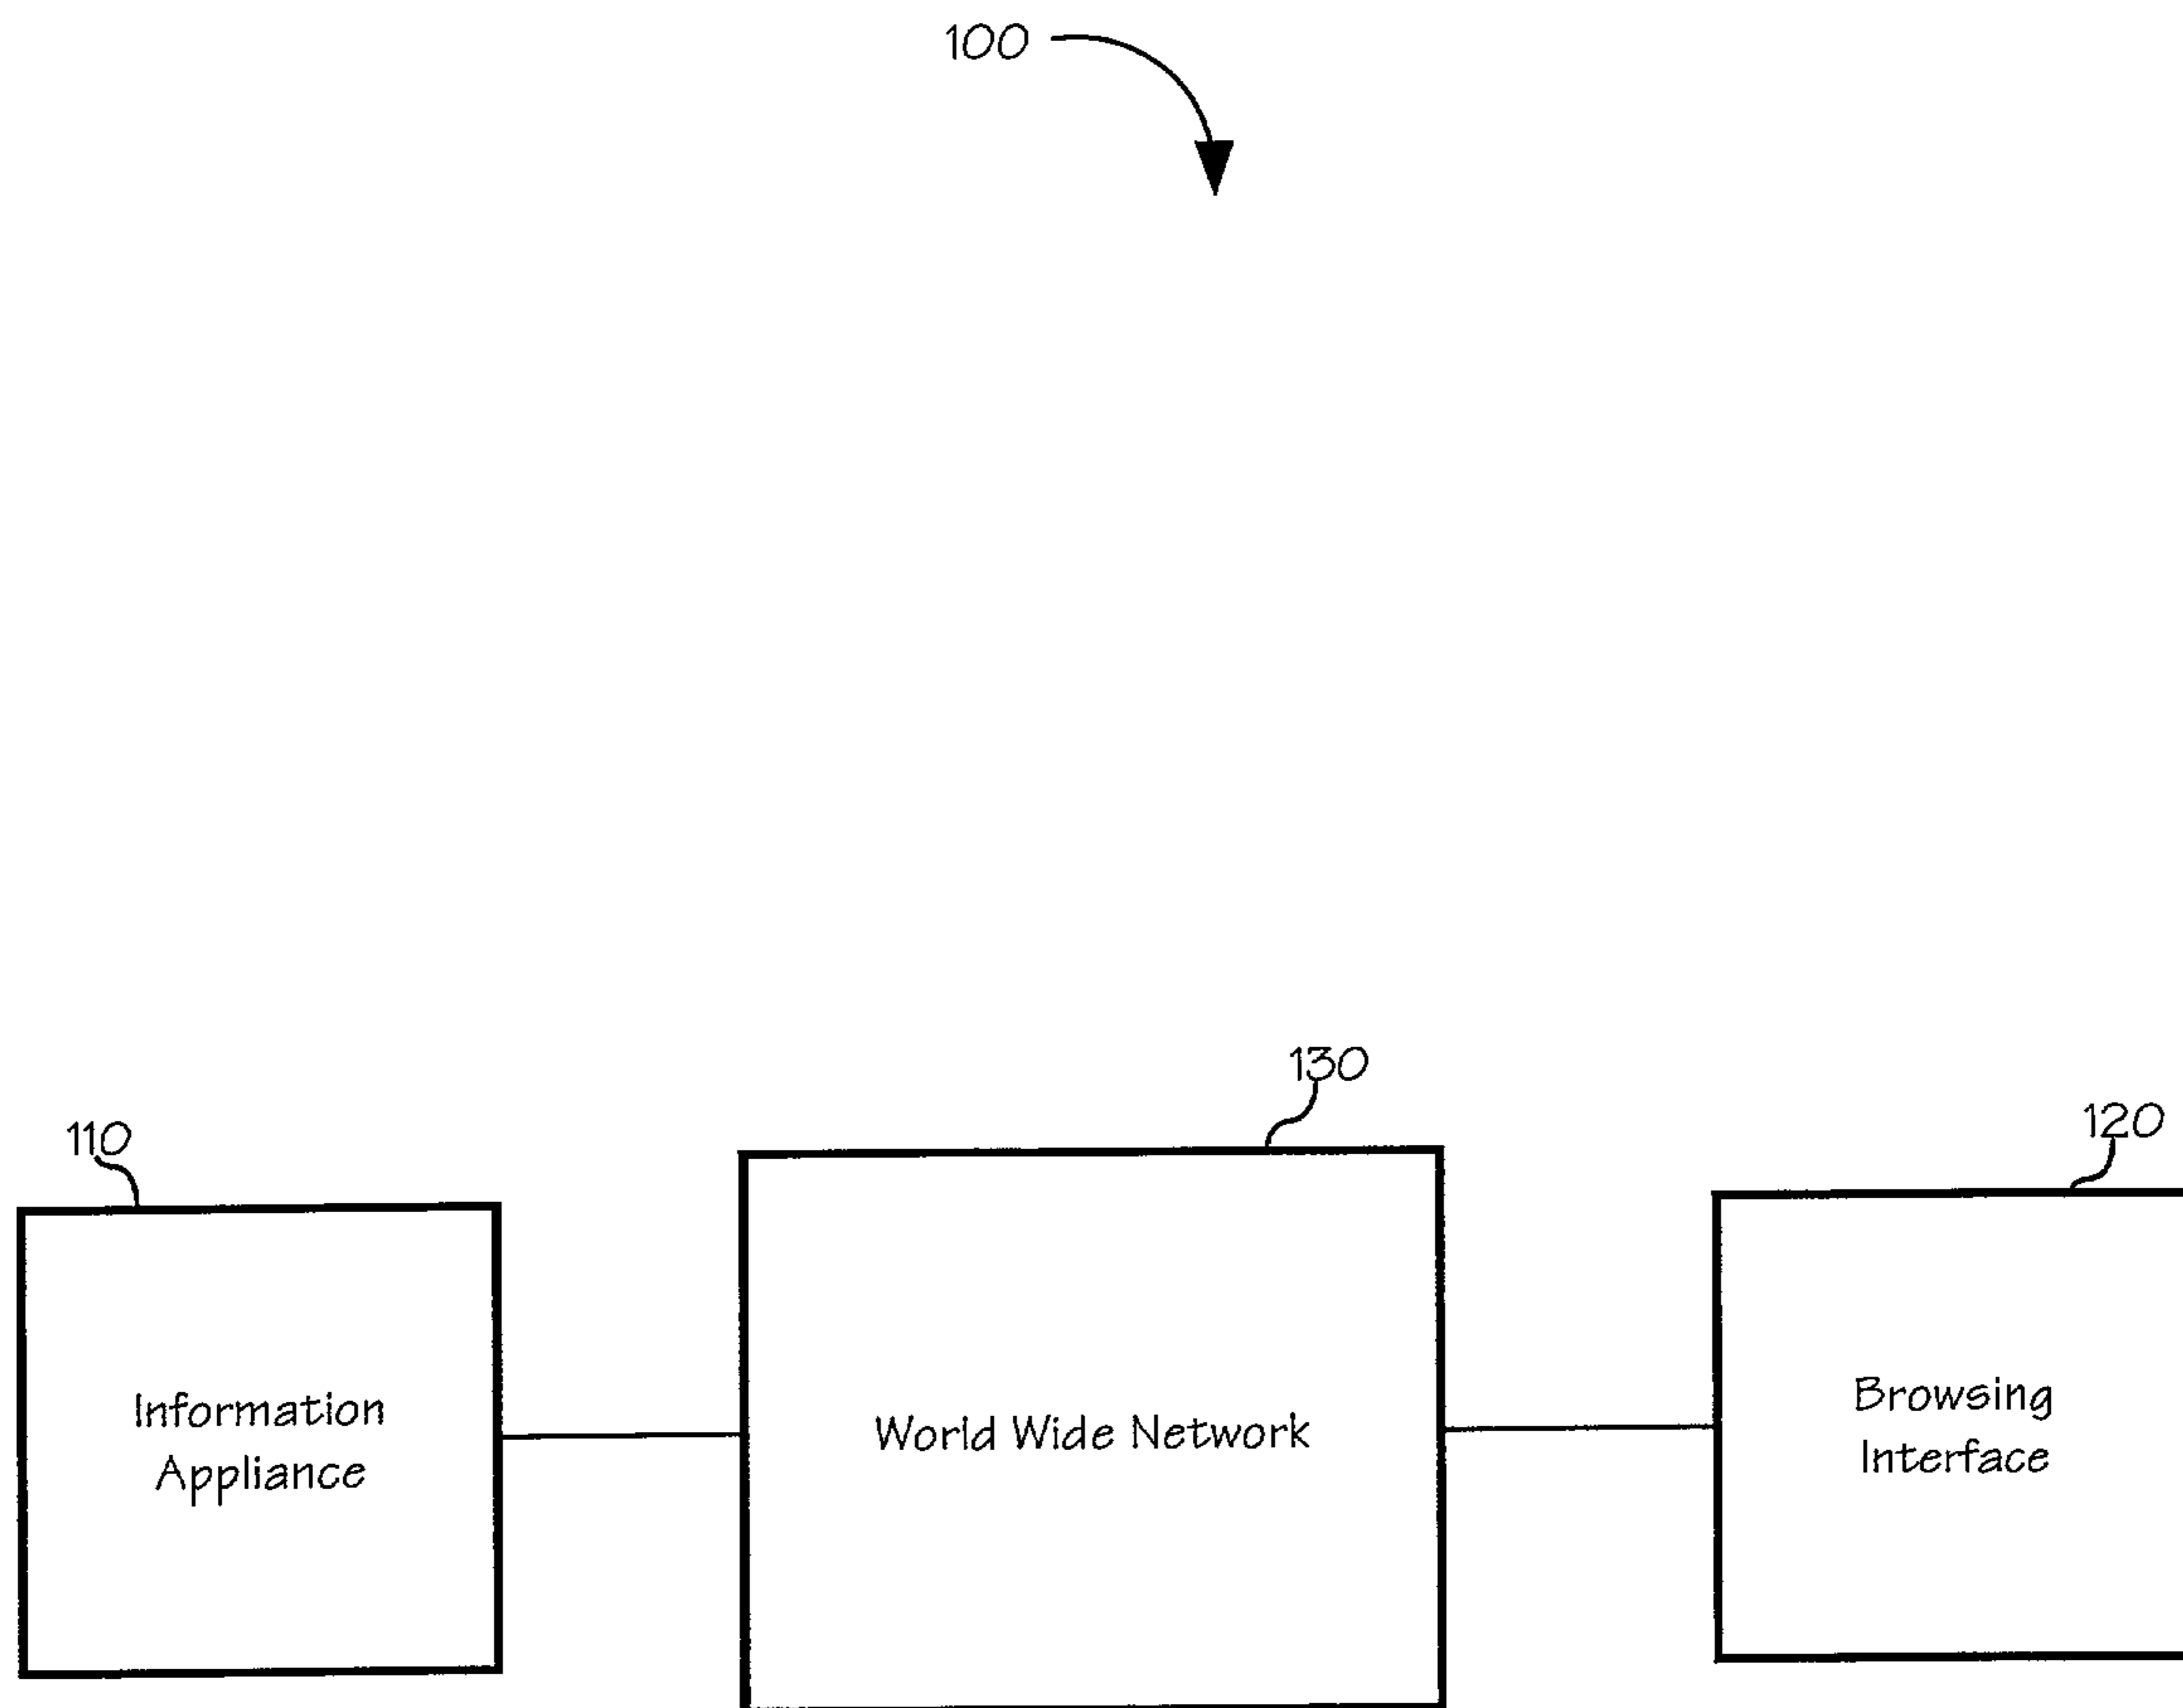 100
130
110
120
Information
Appliance
World Wide Network
Browsing
Interface